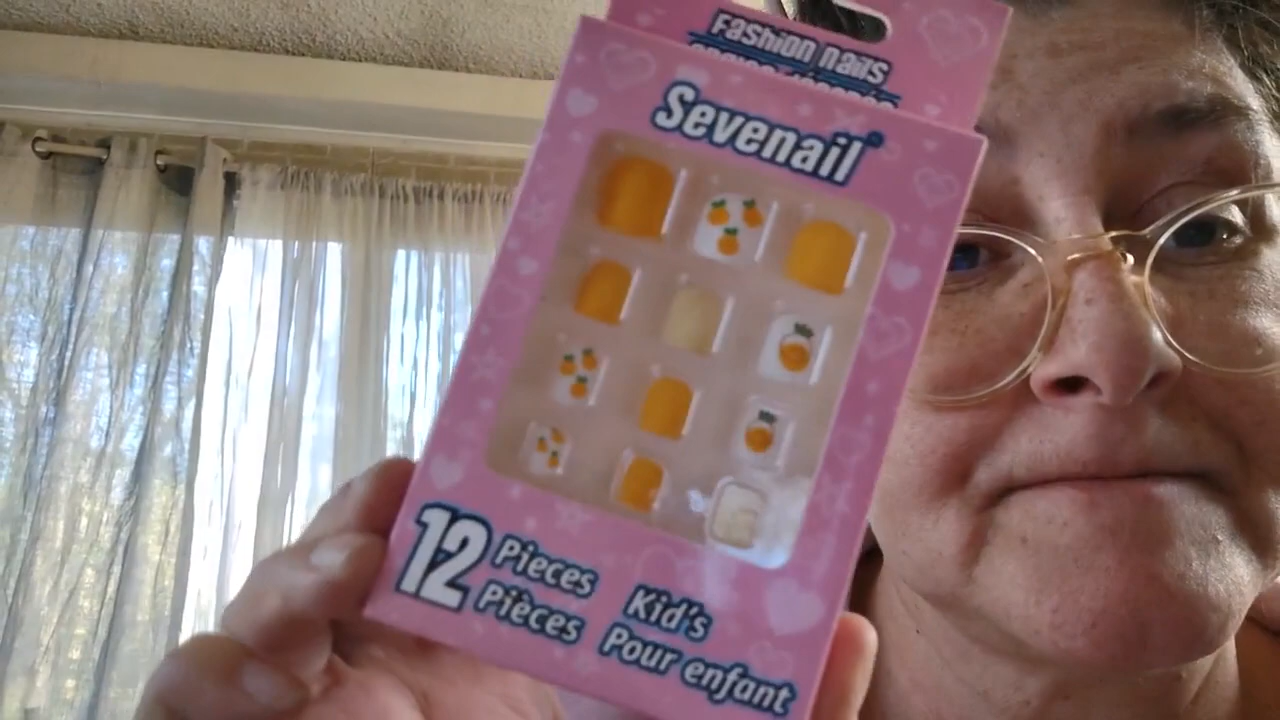 Fashion nails
Sevenail®
12 Pieces
Pièces
Kid's
Pour enfant